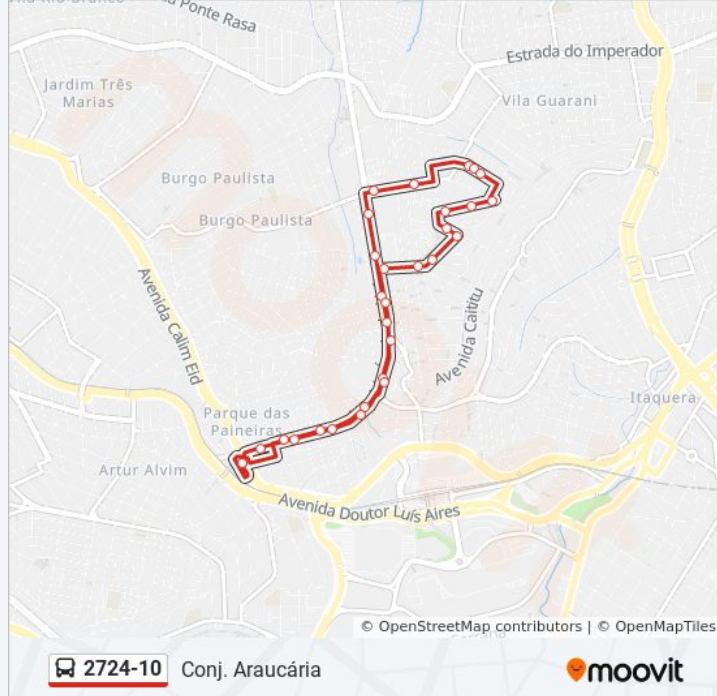 Ponte Rasa
Estrada do Imperador
Jardim Três
Marias
Vila Guarani
Burgo Paulista
Burgo Paulista
Avenida Calim Eid
Avenida Caititu
Itaquera
Parque das
Paineiras
Artur Alvim
Avenida Doutor Luís Aires
© OpenStreetMap contributors | © OpenMapTiles
2724-10 Conj. Araucária
moovit